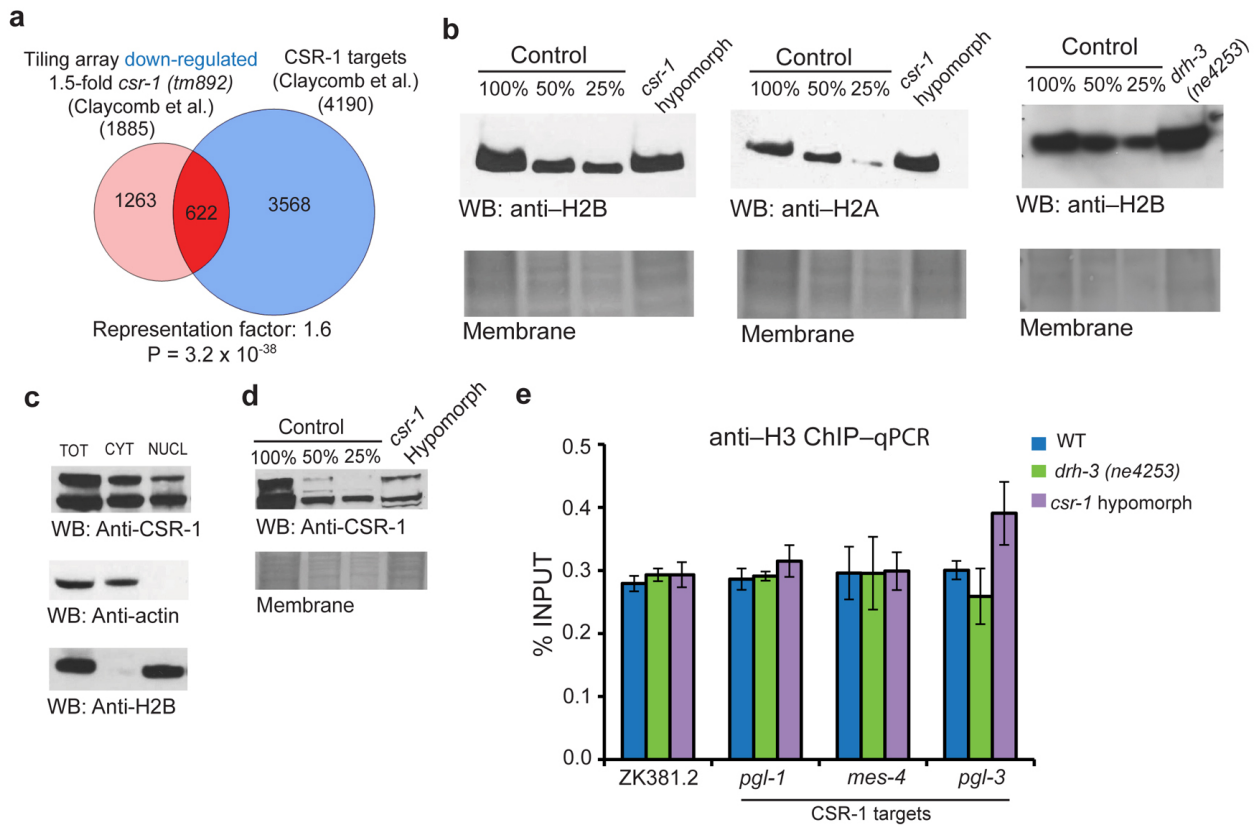 a
Tiling array down-regulated
1.5-fold csr-1 (tm892)
(Claycomb et al.)
(1885)
CSR-1 targets
(Claycomb et al.)
(4190)
1263
622
3568
Representation factor: 1.6
P = 3.2 x 10⁻³⁸
b
Control
100% 50% 25%
csr-1
hypomorph
WB: anti–H2B
Membrane
Control
100% 50% 25%
csr-1
hypomorph
WB: anti–H2A
Membrane
Control
100% 50% 25%
drh-3
(ne4253)
WB: anti–H2B
Membrane
c
TOT CYT NUCL
WB: Anti-CSR-1
WB: Anti-actin
WB: Anti-H2B
d
Control
100% 50% 25%
csr-1
Hypomorph
WB: Anti-CSR-1
Membrane
e
anti–H3 ChIP–qPCR
WT
drh-3 (ne4253)
csr-1 hypomorph
% INPUT
0.5
0.4
0.3
0.2
0.1
0.0
ZK381.2 pgl-1 mes-4 pgl-3
CSR-1 targets